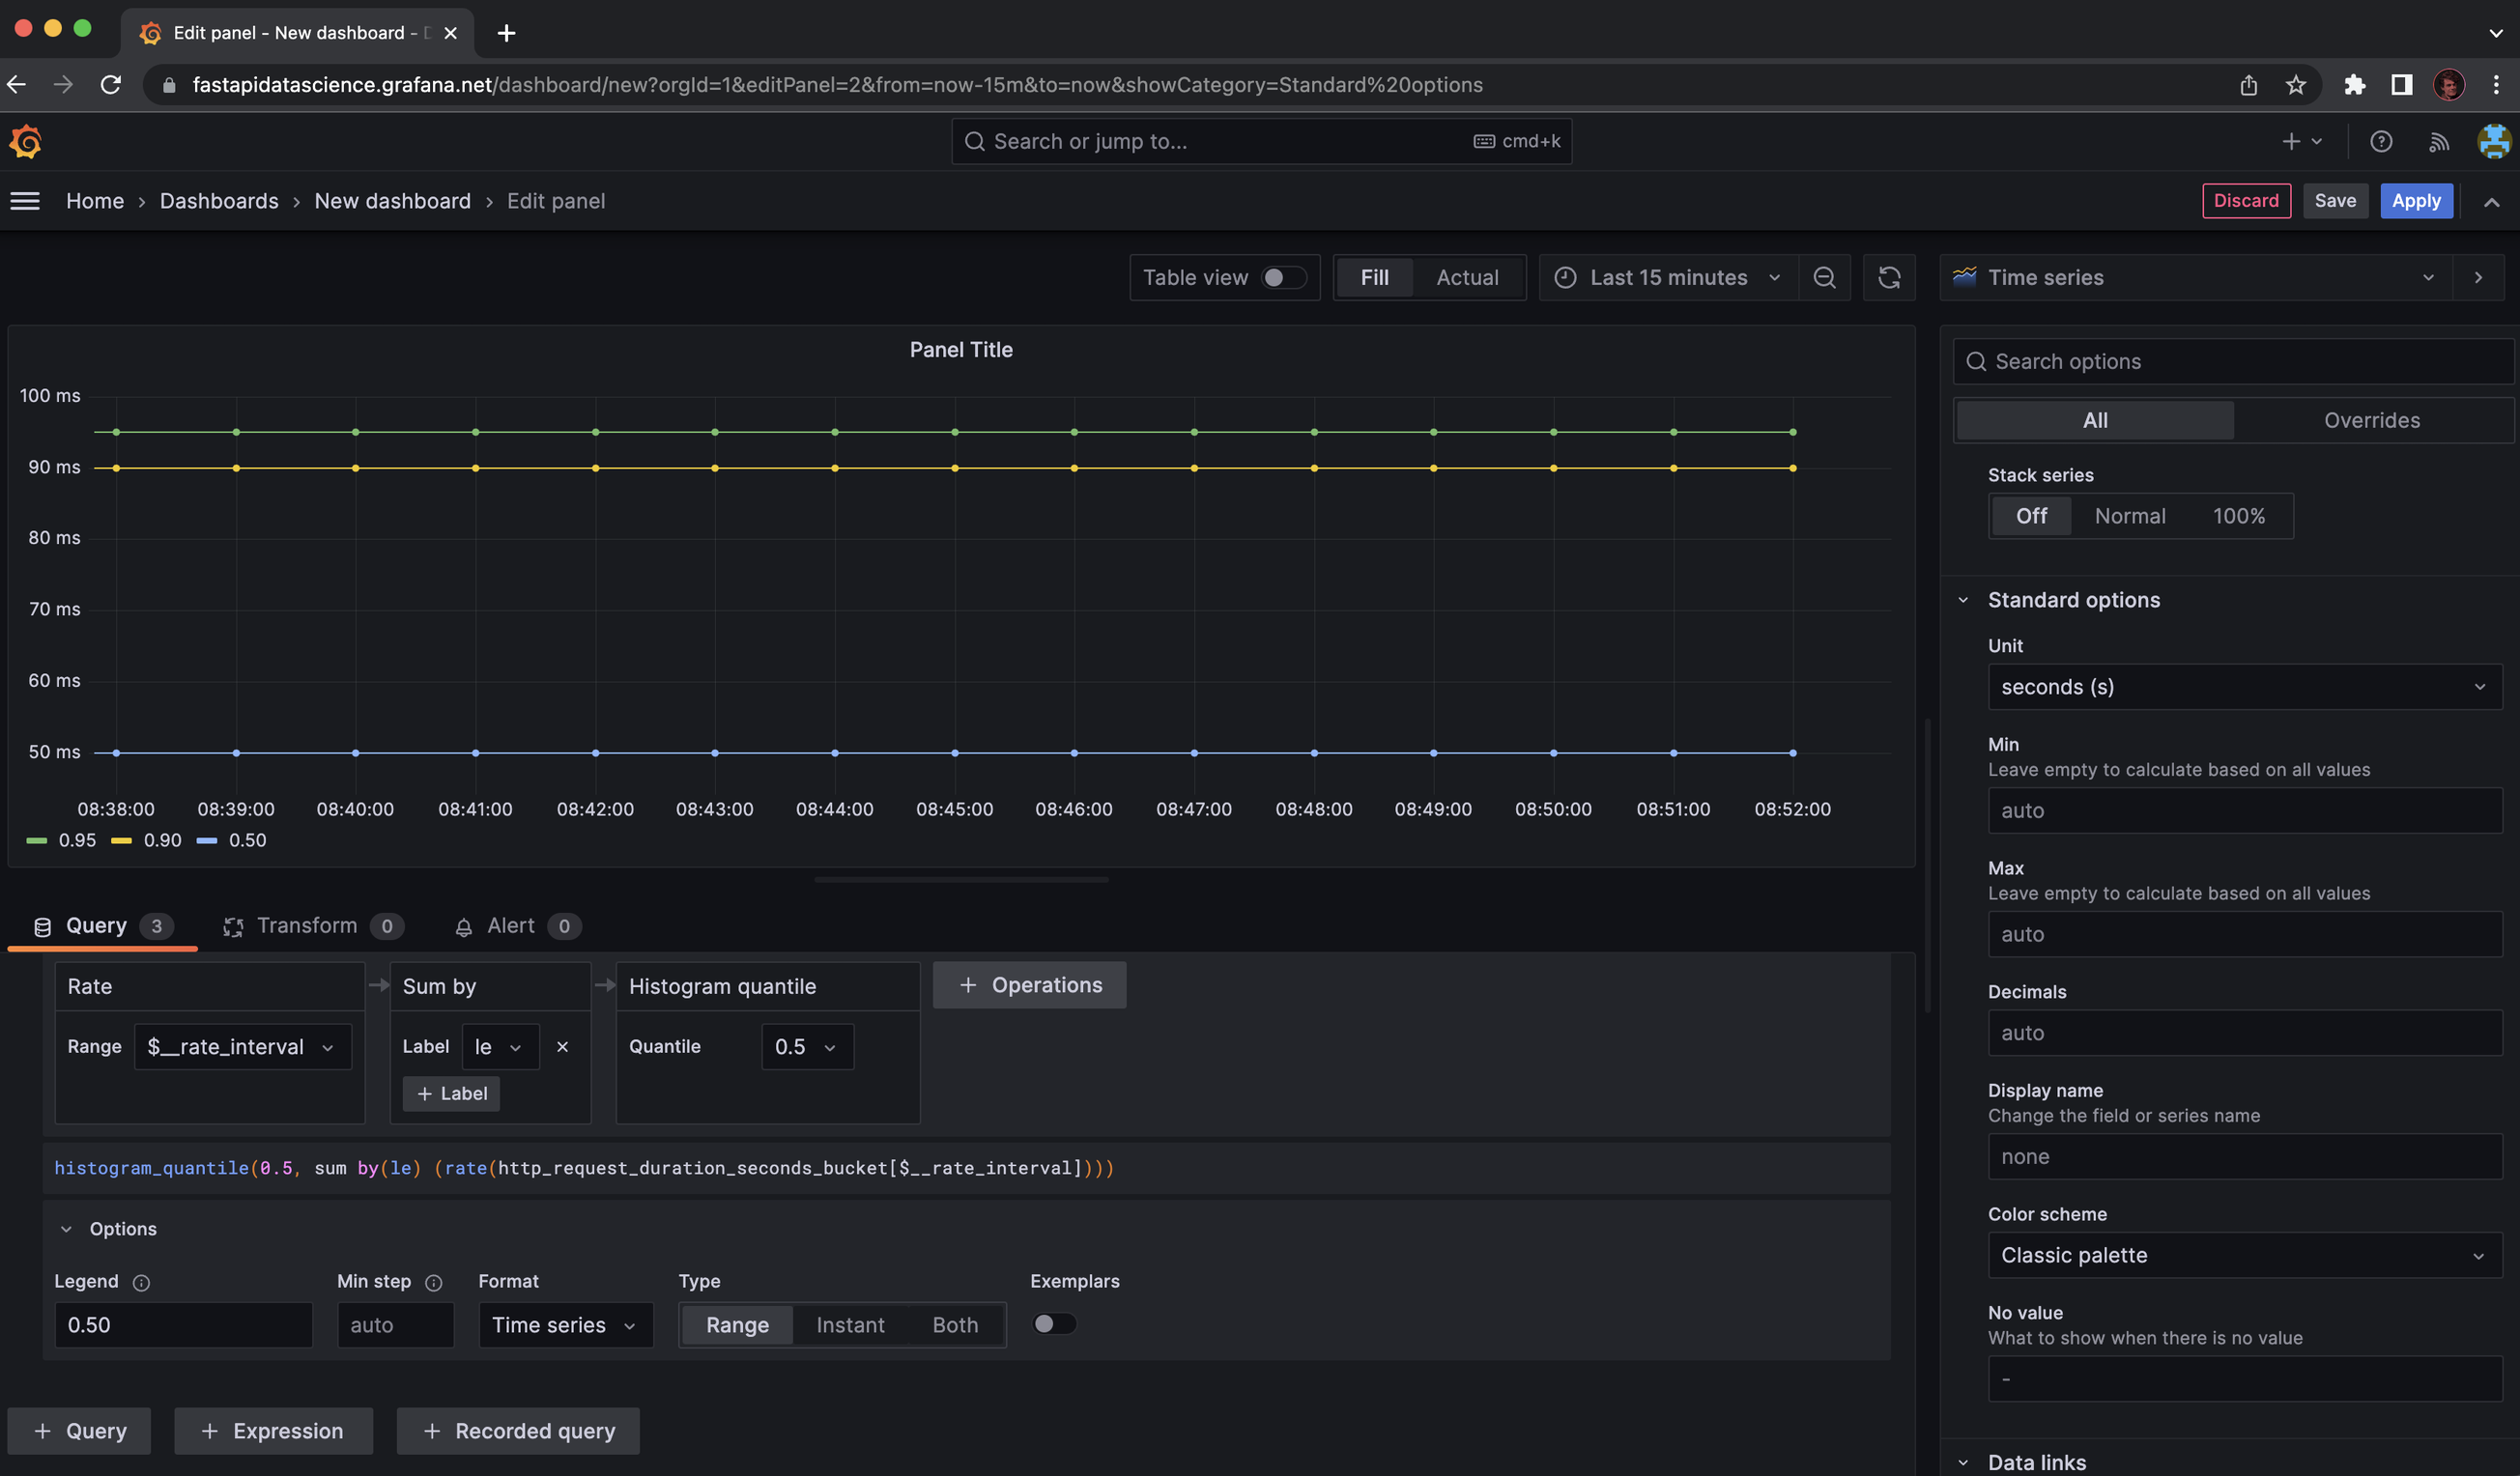 Edit panel - New dashboard -
fastapidatascience.grafana.net/dashboard/new?orgId=1&editPanel=2&from=now-15m&to=now&showCategory=Standard%20options
Search or jump to... cmd+k
Home › Dashboards › New dashboard › Edit panel Discard Save Apply
Table view Fill Actual Last 15 minutes Time series
Panel Title
100 ms
90 ms
80 ms
70 ms
60 ms
50 ms
08:38:00 08:39:00 08:40:00 08:41:00 08:42:00 08:43:00 08:44:00 08:45:00 08:46:00 08:47:00 08:48:00 08:49:00 08:50:00 08:51:00 08:52:00
0.95 0.90 0.50
Query 3 Transform 0 Alert 0
Rate Sum by Histogram quantile + Operations
Range $__rate_interval Label le × Quantile 0.5
+ Label
histogram_quantile(0.5, sum by(le) (rate(http_request_duration_seconds_bucket[$__rate_interval])))
Options
Legend Min step Format Type Exemplars
0.50 auto Time series Range Instant Both
+ Query + Expression + Recorded query
Search options
All Overrides
Stack series
Off Normal 100%
Standard options
Unit
seconds (s)
Min
Leave empty to calculate based on all values
auto
Max
Leave empty to calculate based on all values
auto
Decimals
auto
Display name
Change the field or series name
none
Color scheme
Classic palette
No value
What to show when there is no value
-
Data links